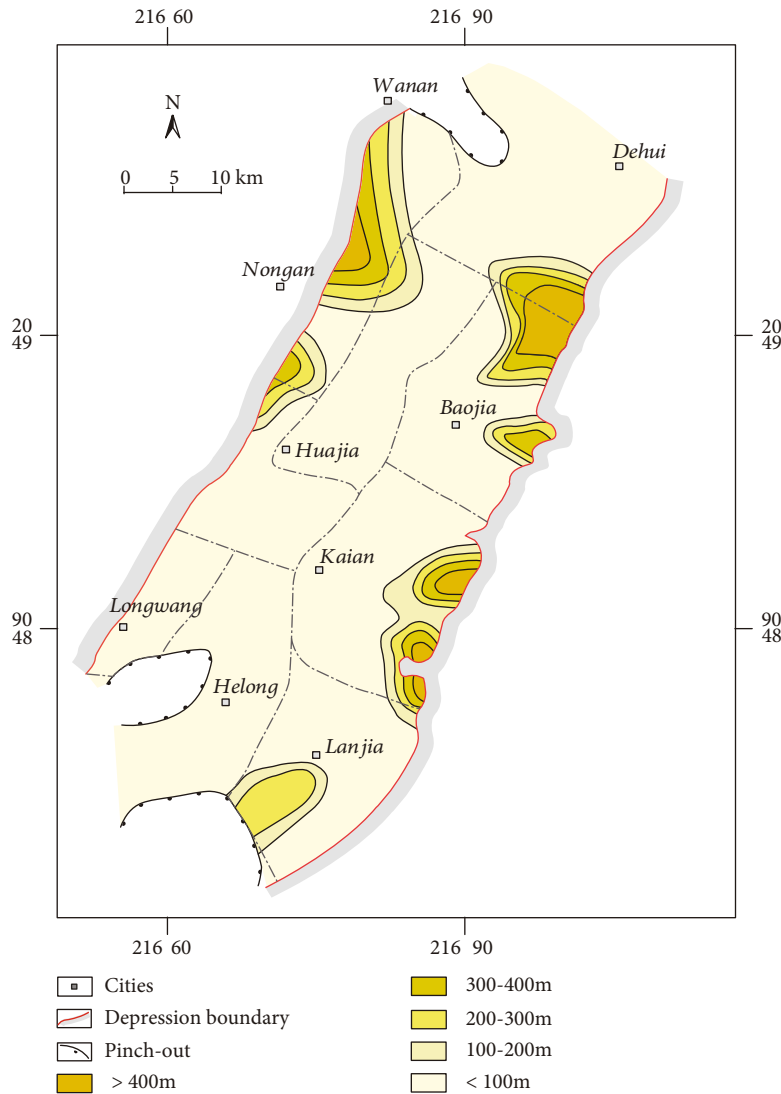 216 60
216 90
Wanan
N
Dehui
0 5 10 km
Nongan
20
49
20
49
Baojia
Huajia
Kaian
Longwang
90
48
90
48
Helong
Lanjia
216 60
216 90
Cities
Depression boundary
Pinch-out
> 400m
300-400m
200-300m
100-200m
< 100m